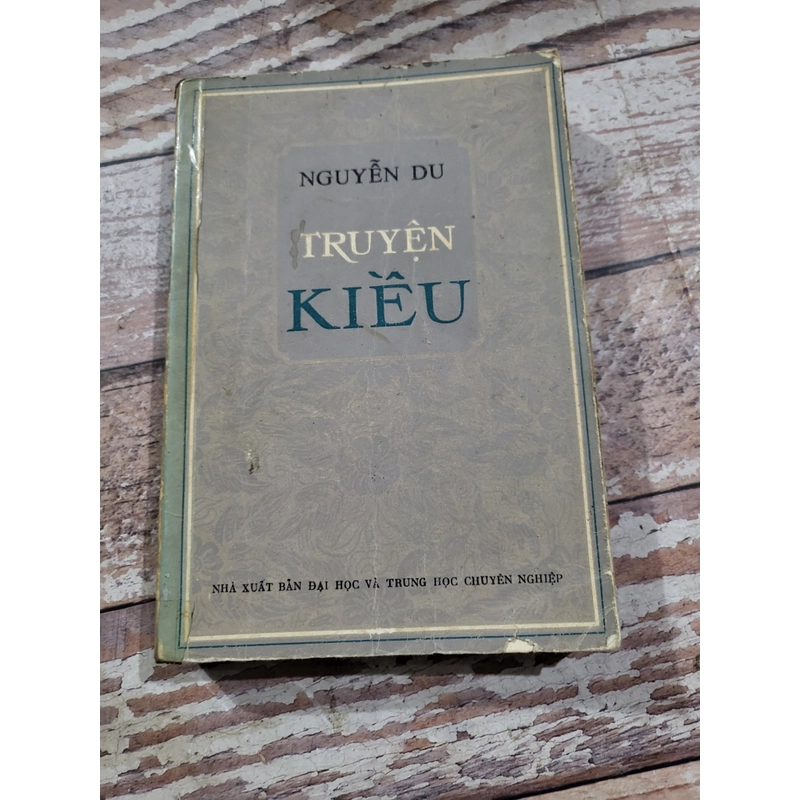 NGUYỄN DU
TRUYỆN
KIỀU
NHÀ XUẤT BẢN ĐẠI HỌC VÀ TRUNG HỌC CHUYÊN NGHIỆP